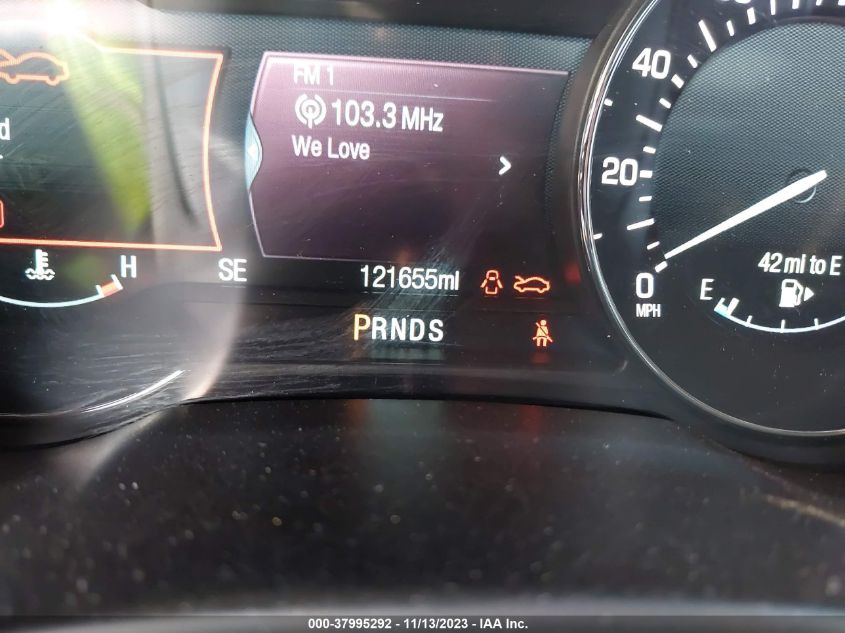 FM 1
40
103.3 MHz
d
We Love
20
H
SE
121655mi
42 mi to E
0
E
MPH
PRNDS
000-37995292 - 11/13/2023 - IAA Inc.